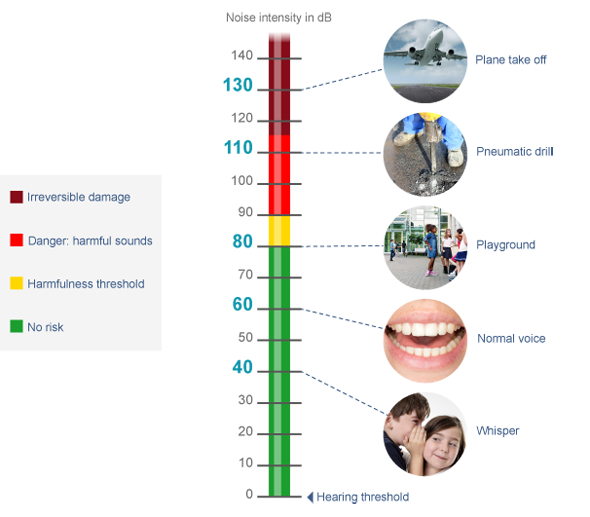 Noise intensity in dB
140
130
120
110
100
90
80
70
60
50
40
30
20
10
0
Plane take off
Pneumatic drill
Playground
Normal voice
Whisper
Hearing threshold
Irreversible damage
Danger: harmful sounds
Harmfulness threshold
No risk